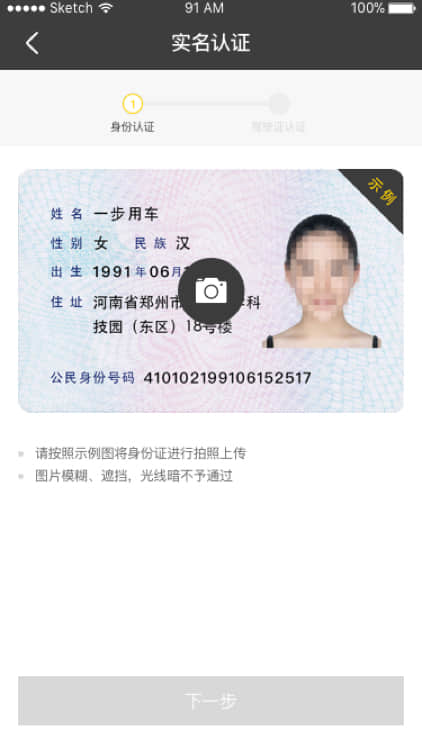 Sketch 91 AM 100%
实名认证
1
身份认证 驾驶证认证
示例
姓名 一步用车
性别 女 民族 汉
出生 1991 年 06 月
住址 河南省郑州市 科
技园（东区）18号楼
公民身份号码 410102199106152517
请按照示例图将身份证进行拍照上传
图片模糊、遮挡，光线暗不予通过
下一步